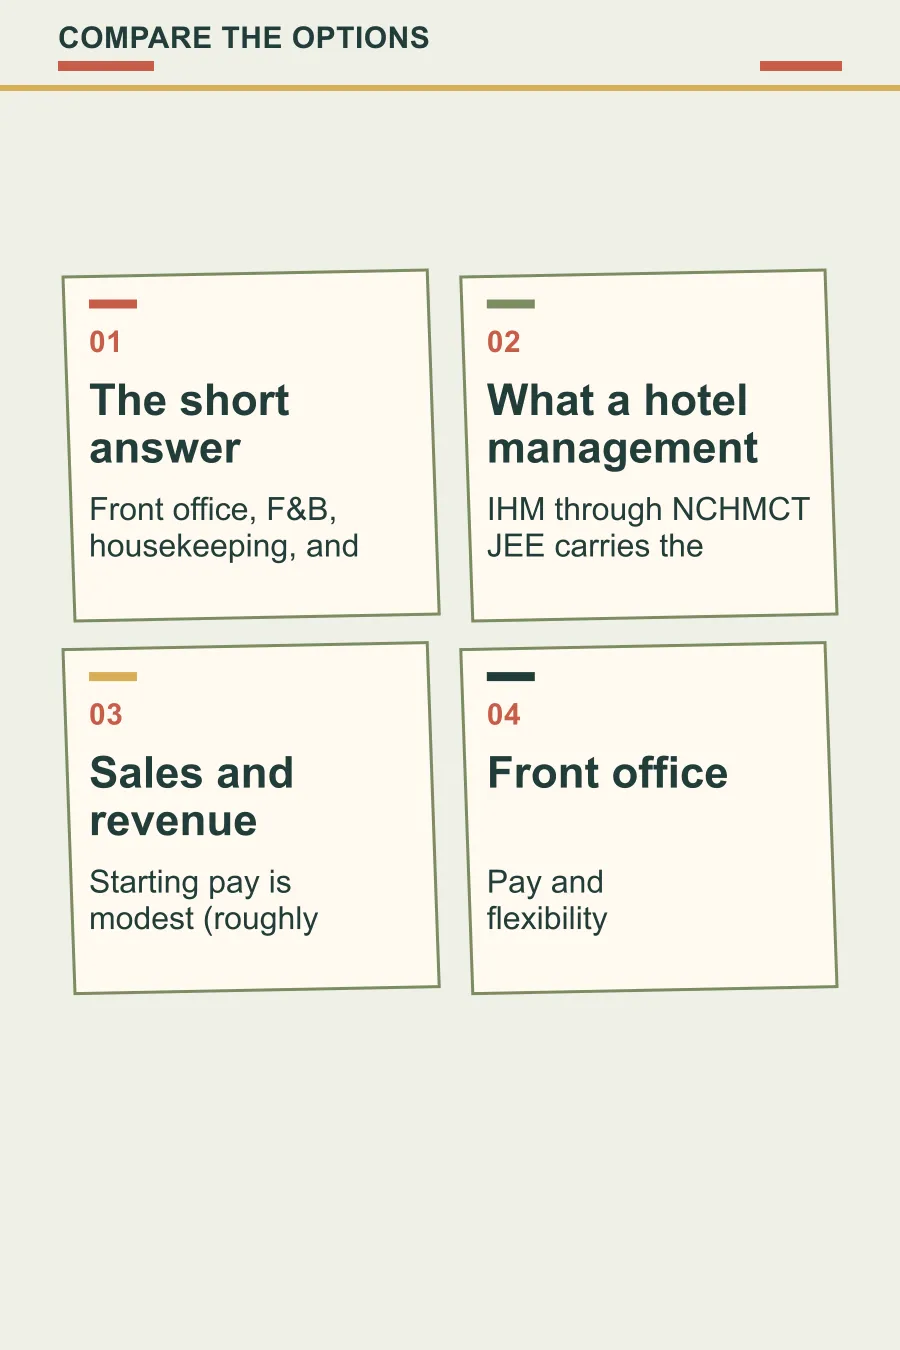 COMPARE THE OPTIONS
01
The short
answer
Front office, F&B,
housekeeping, and
02
What a hotel
management
IHM through NCHMCT
JEE carries the
03
Sales and
revenue
Starting pay is
modest (roughly
04
Front office
Pay and
flexibility